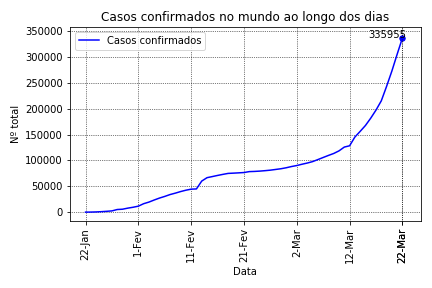 Casos confirmados no mundo ao longo dos dias
Casos confirmados
335955
350000
300000
250000
200000
150000
100000
50000
0
Nº total
22-Jan
1-Fev
11-Fev
21-Fev
2-Mar
12-Mar
22-Mar
Data